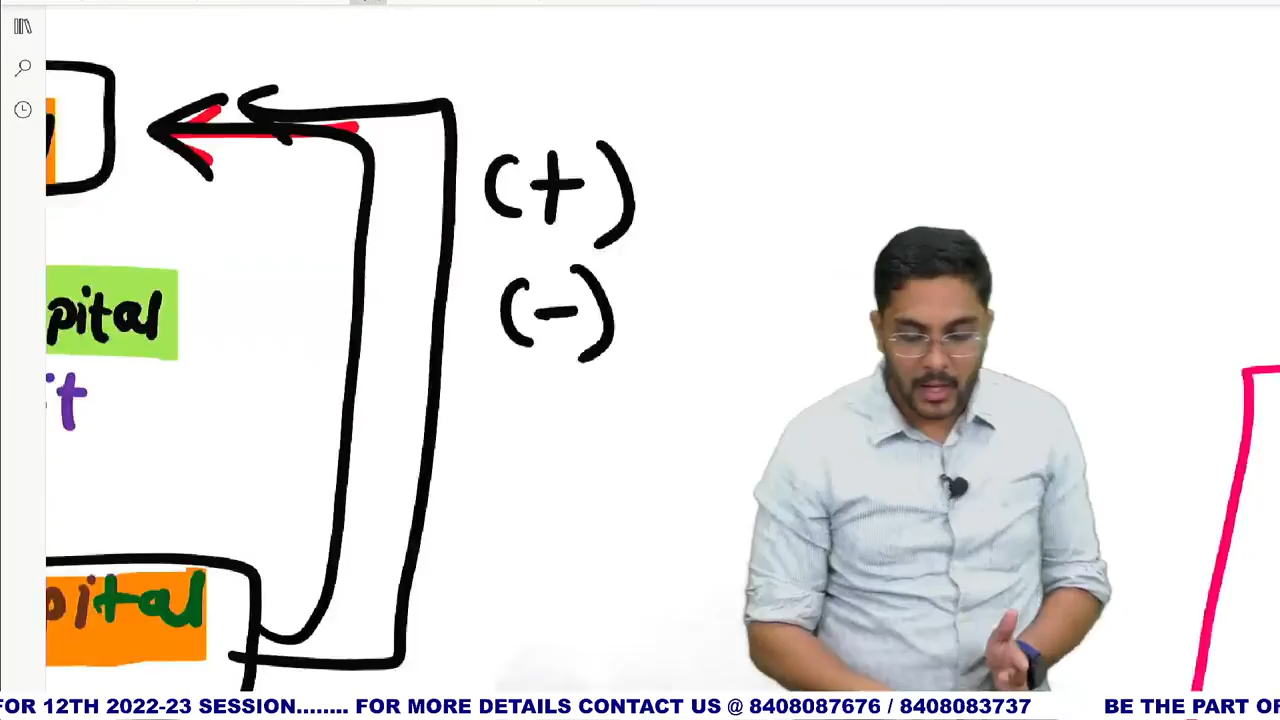 (+)
(-)
pital
it
pital
FOR 12TH 2022-23 SESSION........ FOR MORE DETAILS CONTACT US @ 8408087676 / 8408083737 BE THE PART OF